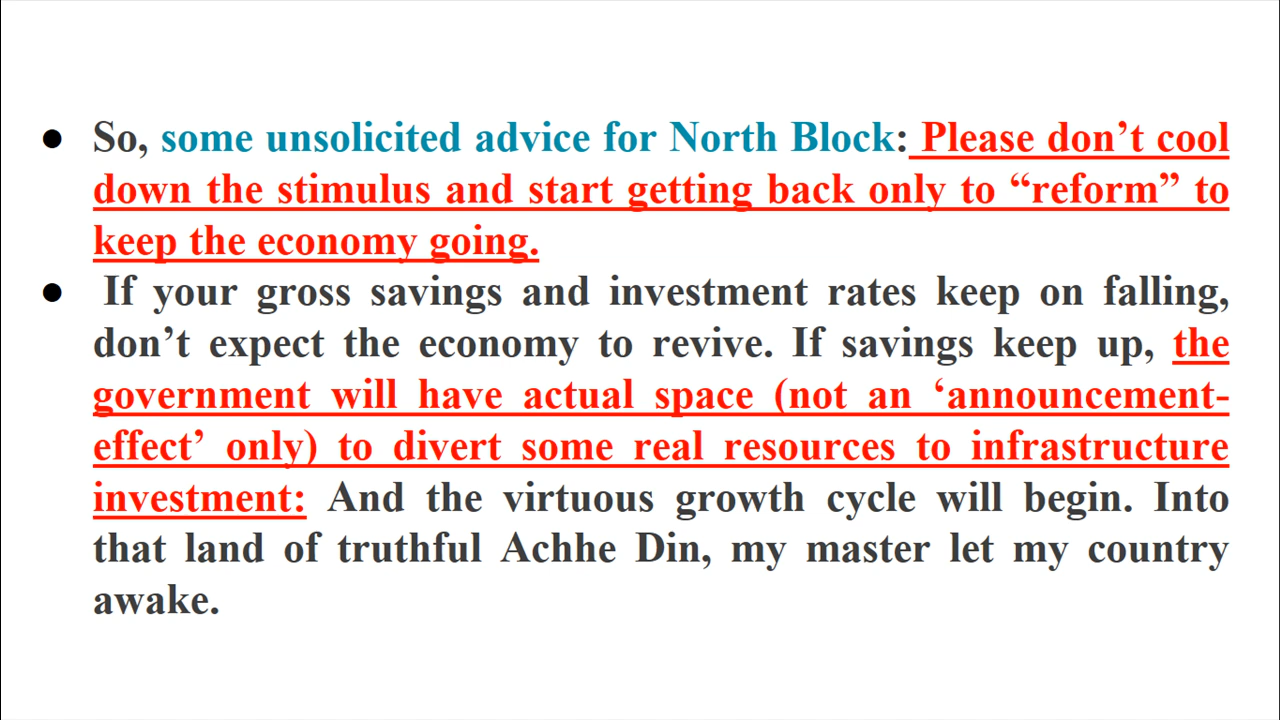 ● So, some unsolicited advice for North Block: Please don’t cool
down the stimulus and start getting back only to “reform” to
keep the economy going.
● If your gross savings and investment rates keep on falling,
don’t expect the economy to revive. If savings keep up, the
government will have actual space (not an ‘announcement-
effect’ only) to divert some real resources to infrastructure
investment: And the virtuous growth cycle will begin. Into
that land of truthful Achhe Din, my master let my country
awake.